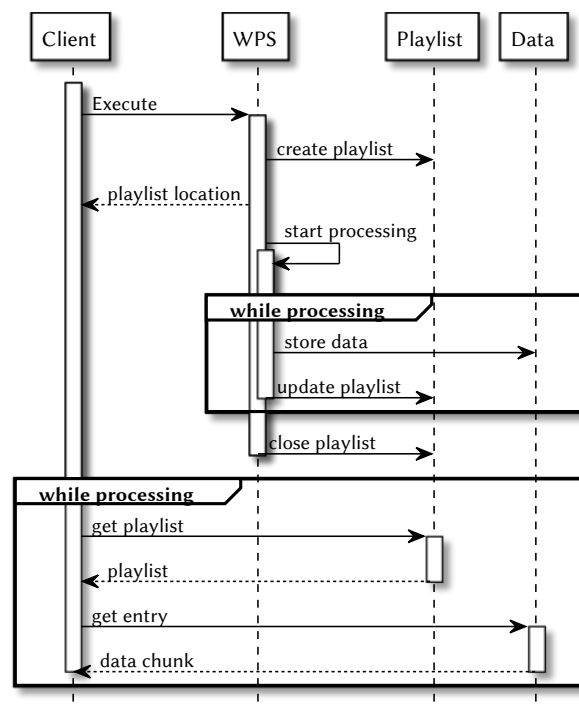 Client
WPS
Playlist
Data
Execute
create playlist
playlist location
start processing
while processing
store data
update playlist
close playlist
while processing
get playlist
playlist
get entry
data chunk